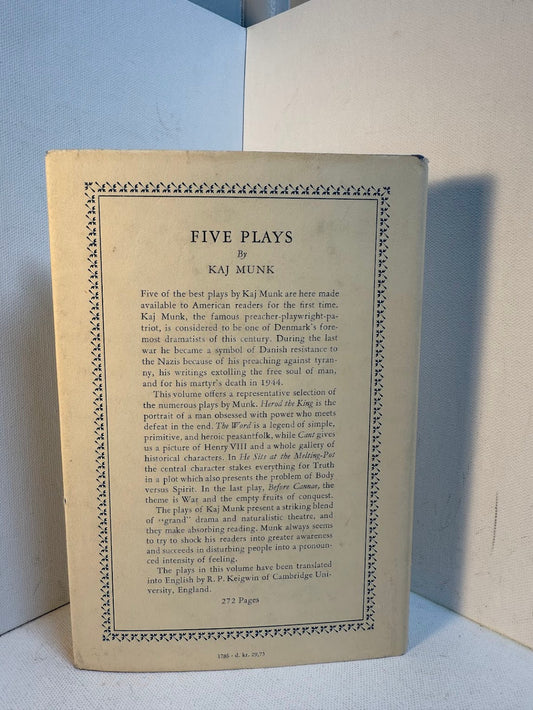 FIVE PLAYS
By
KAJ MUNK
Five of the best plays by Kaj Munk are here made
available to American readers for the first time.
Kaj Munk, the famous preacher-playwright-pa-
triot, is considered to be one of Denmark's fore-
most dramatists of this century. During the last
war he became a symbol of Danish resistance to
the Nazis because of his preaching against tyran-
ny, his writings extolling the free soul of man,
and for his martyr's death in 1944.
This volume offers a representative selection of
the numerous plays by Munk. Herod the King is the
portrait of a man obsessed with power who meets
defeat in the end. The Word is a legend of simple,
primitive, and heroic peasantfolk, while Cant gives
us a picture of Henry VIII and a whole gallery of
historical characters. In He Sits at the Melting-Pot
the central character stakes everything for Truth
in a plot which also presents the problem of Body
versus Spirit. In the last play, Before Cannae, the
theme is War and the empty fruits of conquest.
The plays of Kaj Munk present a striking blend
of "grand" drama and naturalistic theatre, and
they make absorbing reading. Munk always seems
to try to shock his readers into greater awareness
and succeeds in disturbing people into a pronoun-
ced intensity of feeling.
The plays in this volume have been translated
into English by R. P. Keigwin of Cambridge Uni-
versity, England.
272 Pages
1786 - d. kr. 29,75